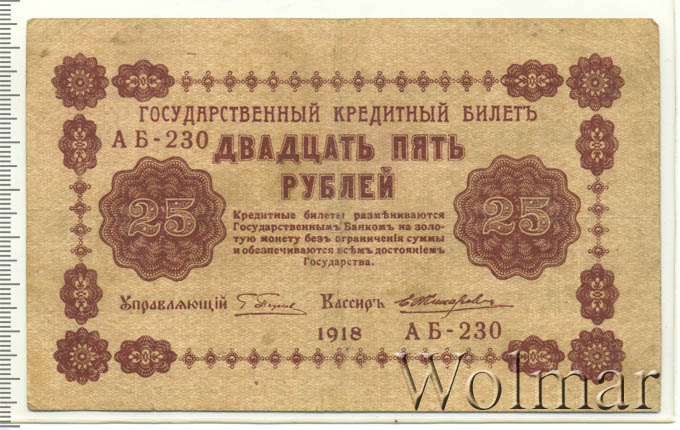 ГОСУДАРСТВЕННЫЙ КРЕДИТНЫЙ БИЛЕТЪ
АБ-230 ДВАДЦАТЬ ПЯТЬ
РУБЛЕЙ
25
25
Кредитные билеты размѣниваются
Государственнымъ Банкомъ на золо-
тую монету безъ ограниченія суммы
и обезпечиваются всѣмъ достояніемъ
Государства.
Управляющій
Кассиръ
1918 АБ-230
Wolmar